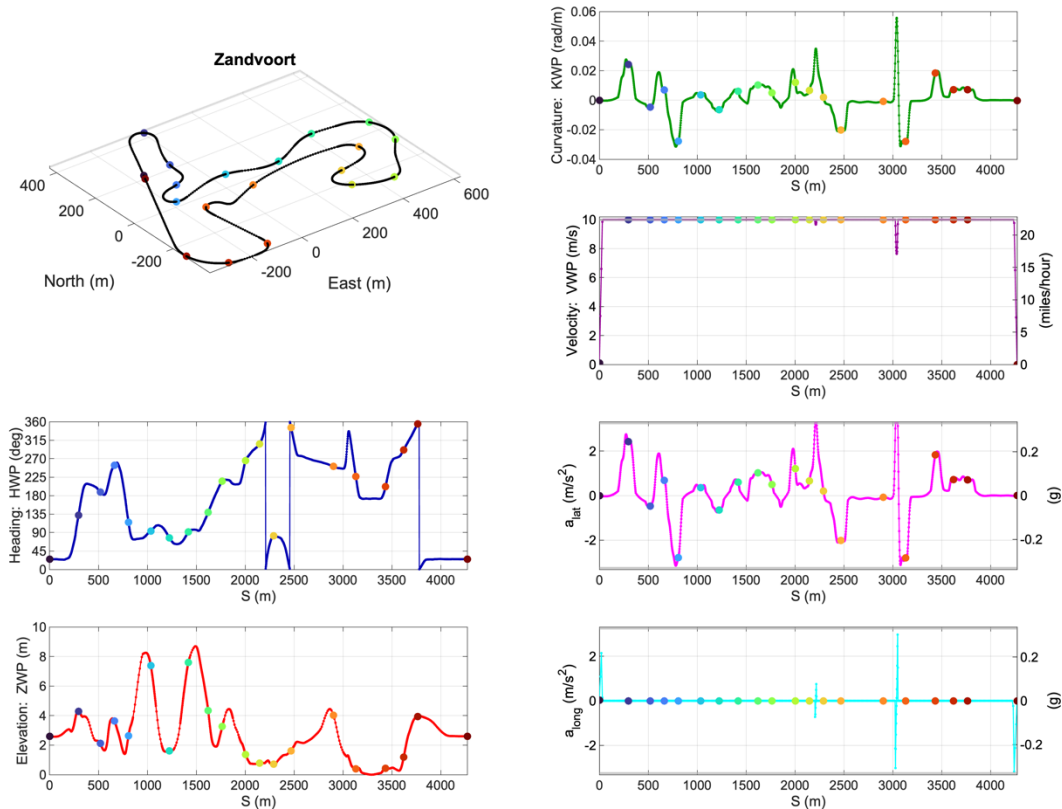 Zandvoort
400
200
0
-200
North (m)
-200
0
200
400
600
East (m)
Curvature: KWP (rad/m)
0.06
0.04
0.02
0
-0.02
-0.04
0 500 1000 1500 2000 2500 3000 3500 4000
S (m)
Velocity: VWP (m/s)
10
8
6
4
2
0
20
15
10
5
0
(miles/hour)
0 500 1000 1500 2000 2500 3000 3500 4000
S (m)
Heading: HWP (deg)
360
315
270
225
180
135
90
45
0
0 500 1000 1500 2000 2500 3000 3500 4000
S (m)
a_lat (m/s²)
2
0
-2
0.2
0
-0.2
(g)
0 500 1000 1500 2000 2500 3000 3500 4000
S (m)
Elevation: ZWP (m)
10
8
6
4
2
0
0 500 1000 1500 2000 2500 3000 3500 4000
S (m)
a_long (m/s²)
2
0
-2
0.2
0
-0.2
(g)
0 500 1000 1500 2000 2500 3000 3500 4000
S (m)